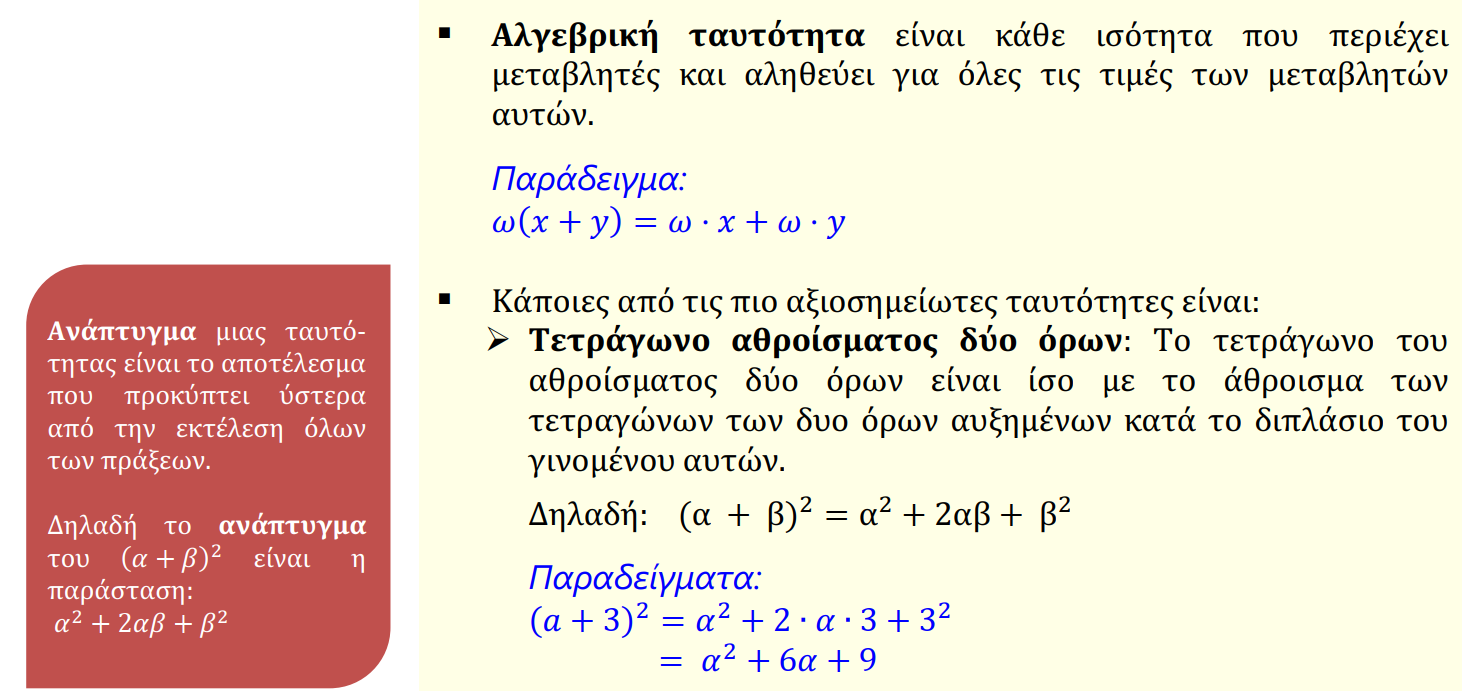 ▪ Αλγεβρική ταυτότητα είναι κάθε ισότητα που περιέχει
μεταβλητές και αληθεύει για όλες τις τιμές των μεταβλητών
αυτών.
Παράδειγμα:
ω(x + y) = ω · x + ω · y
▪ Κάποιες από τις πιο αξιοσημείωτες ταυτότητες είναι:
➢ Τετράγωνο αθροίσματος δύο όρων: Το τετράγωνο του
αθροίσματος δύο όρων είναι ίσο με το άθροισμα των
τετραγώνων των δυο όρων αυξημένων κατά το διπλάσιο του
γινομένου αυτών.
Δηλαδή: (α + β)² = α² + 2αβ + β²
Παραδείγματα:
(a + 3)² = α² + 2 · α · 3 + 3²
= α² + 6α + 9
Ανάπτυγμα μιας ταυτό-
τητας είναι το αποτέλεσμα
που προκύπτει ύστερα
από την εκτέλεση όλων
των πράξεων.
Δηλαδή το ανάπτυγμα
του (α + β)² είναι η
παράσταση:
α² + 2αβ + β²